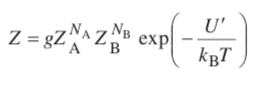 Z = gZ_A^{N_A} Z_B^{N_B} exp(-U'/k_BT)